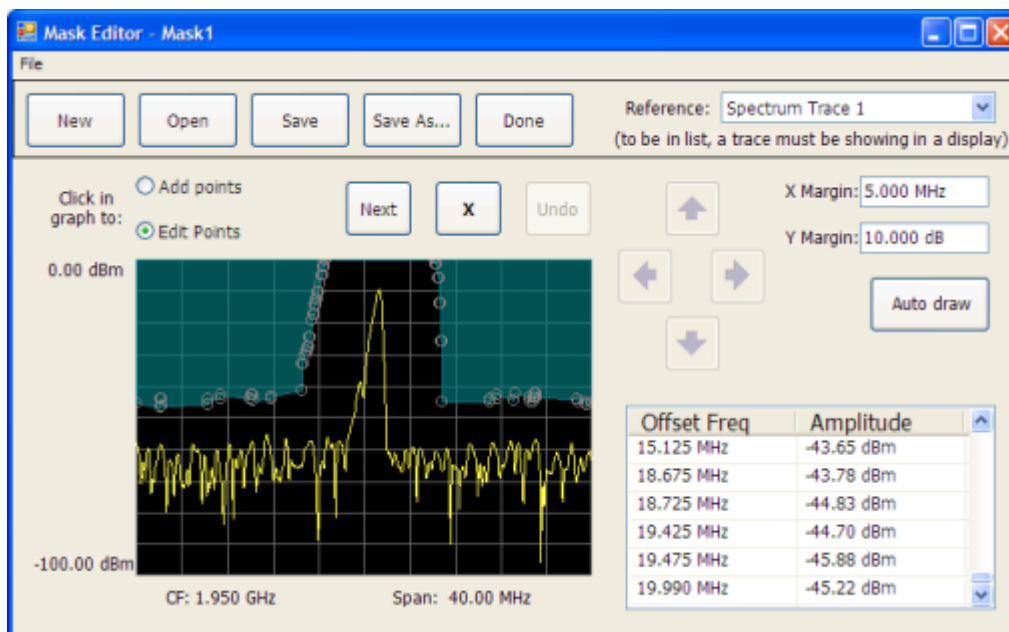 Mask Editor - Mask1
File
New
Open
Save
Save As...
Done
Reference:
Spectrum Trace 1
(to be in list, a trace must be showing in a display)
Click in
graph to:
Add points
Edit Points
Next
X
Undo
X Margin:
5.000 MHz
Y Margin:
10.000 dB
Auto draw
0.00 dBm
-100.00 dBm
CF: 1.950 GHz
Span: 40.00 MHz
Offset Freq Amplitude
15.125 MHz -43.65 dBm
18.675 MHz -43.78 dBm
18.725 MHz -44.83 dBm
19.425 MHz -44.70 dBm
19.475 MHz -45.88 dBm
19.990 MHz -45.22 dBm